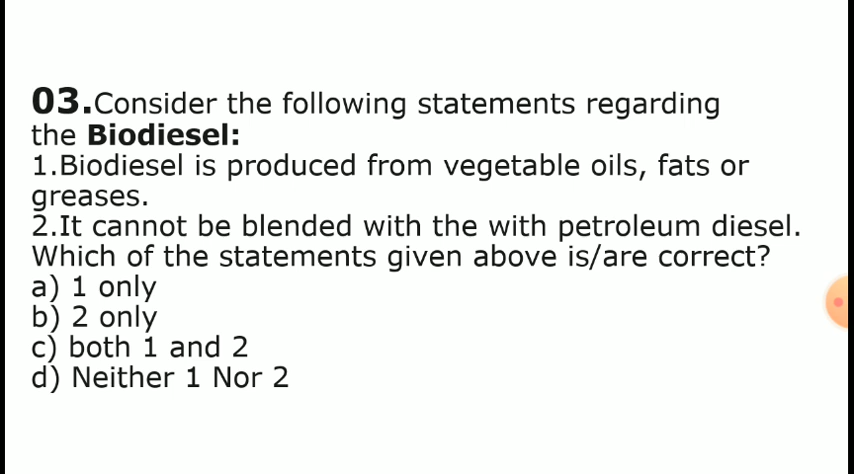 03.Consider the following statements regarding
the Biodiesel:
1.Biodiesel is produced from vegetable oils, fats or
greases.
2.It cannot be blended with the with petroleum diesel.
Which of the statements given above is/are correct?
a) 1 only
b) 2 only
c) both 1 and 2
d) Neither 1 Nor 2